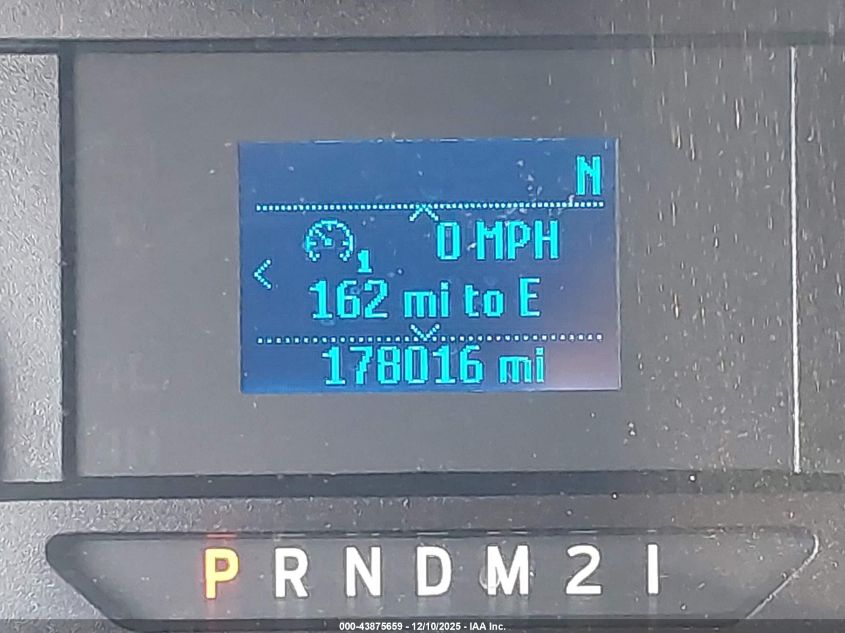 N
0 MPH
1
162 mi to E
178016 mi
P R N D M 2 1
000-43875659 - 12/10/2025 - IAA Inc.